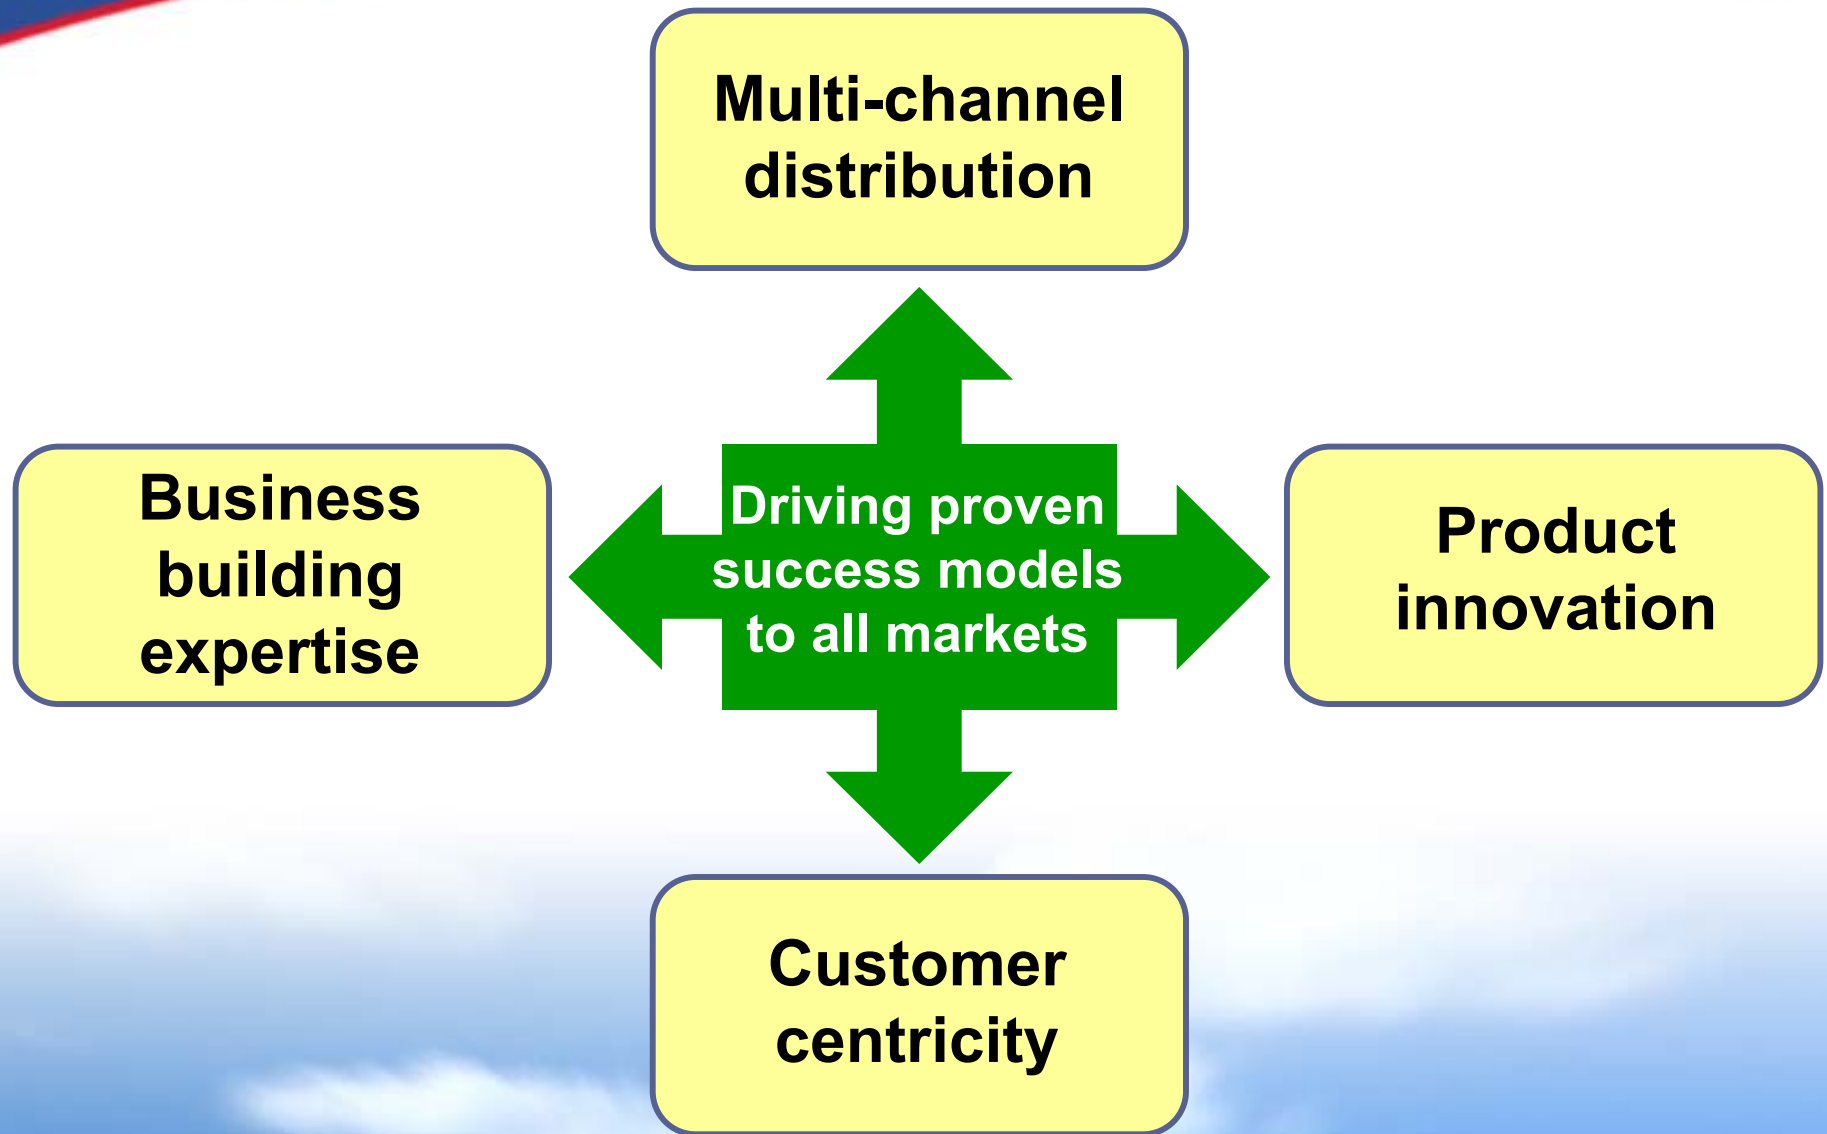 Multi-channel
distribution
Business
building
expertise
Driving proven
success models
to all markets
Product
innovation
Customer
centricity